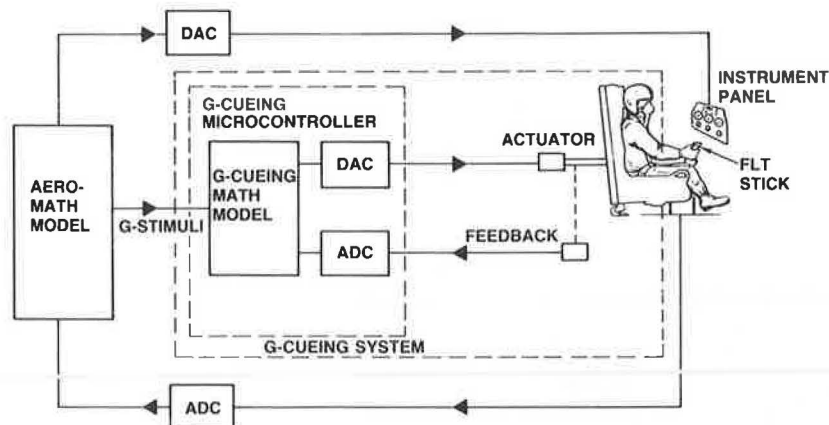 DAC
INSTRUMENT
PANEL
G-CUEING
MICROCONTROLLER
ACTUATOR
DAC
FLT
STICK
AERO-
MATH
MODEL
G-CUEING
MATH
MODEL
G-STIMULI
ADC
FEEDBACK
G-CUEING SYSTEM
ADC